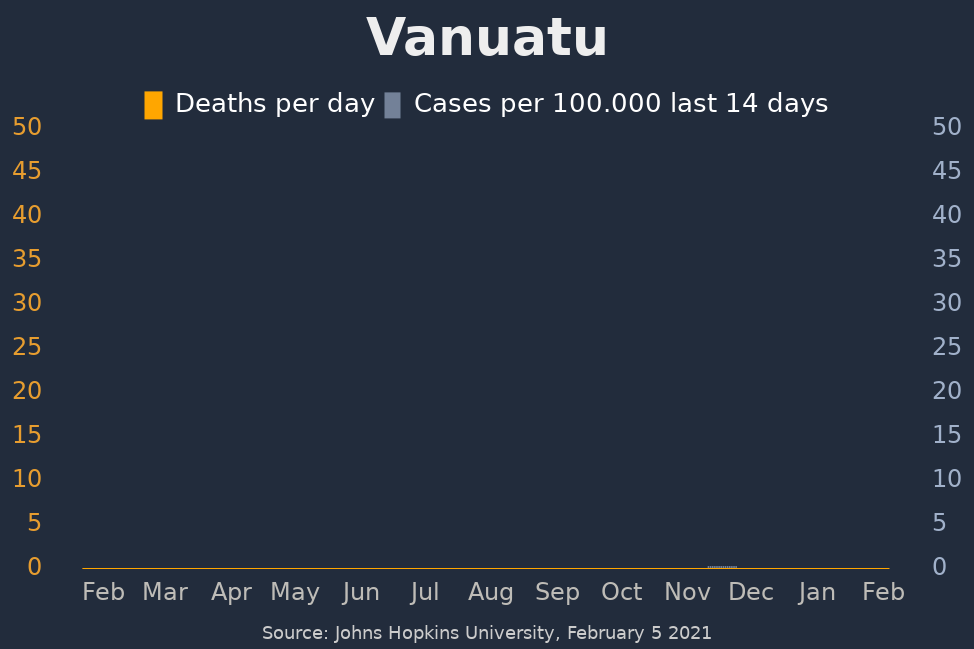 Vanuatu
Deaths per day Cases per 100.000 last 14 days
50 50
45 45
40 40
35 35
30 30
25 25
20 20
15 15
10 10
5 5
0 0
Feb Mar Apr May Jun Jul Aug Sep Oct Nov Dec Jan Feb
Source: Johns Hopkins University, February 5 2021